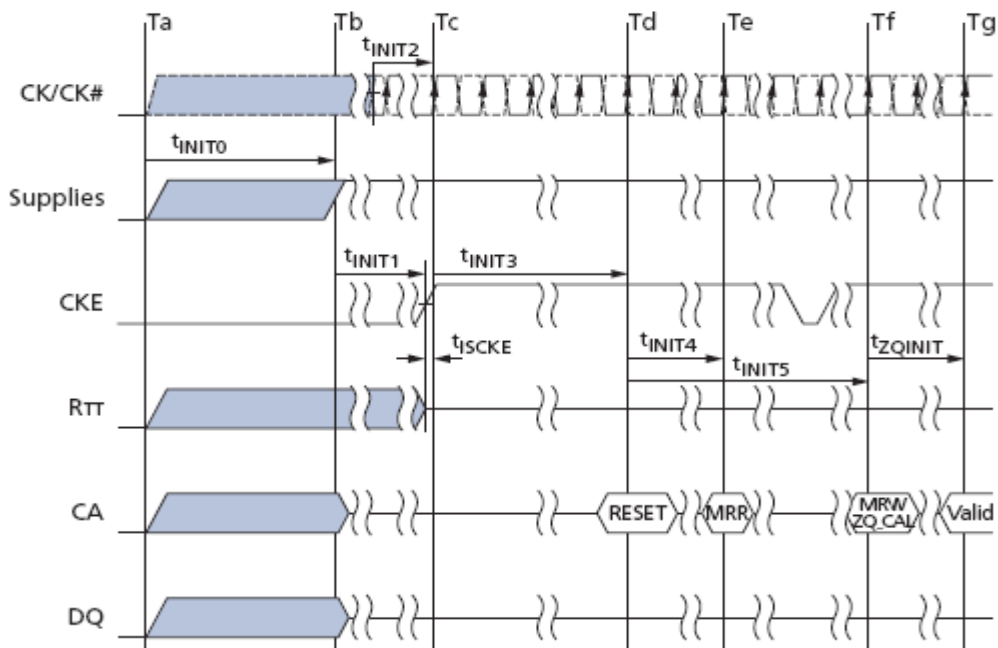 Ta Tb Tc Td Te Tf Tg
tINIT2
CK/CK#
tINIT0
Supplies
tINIT1 tINIT3
CKE
tISCKE tINIT4 tZQINIT
tINIT5
RTT
CA RESET MRR MRW ZQ_CAL Valid
DQ